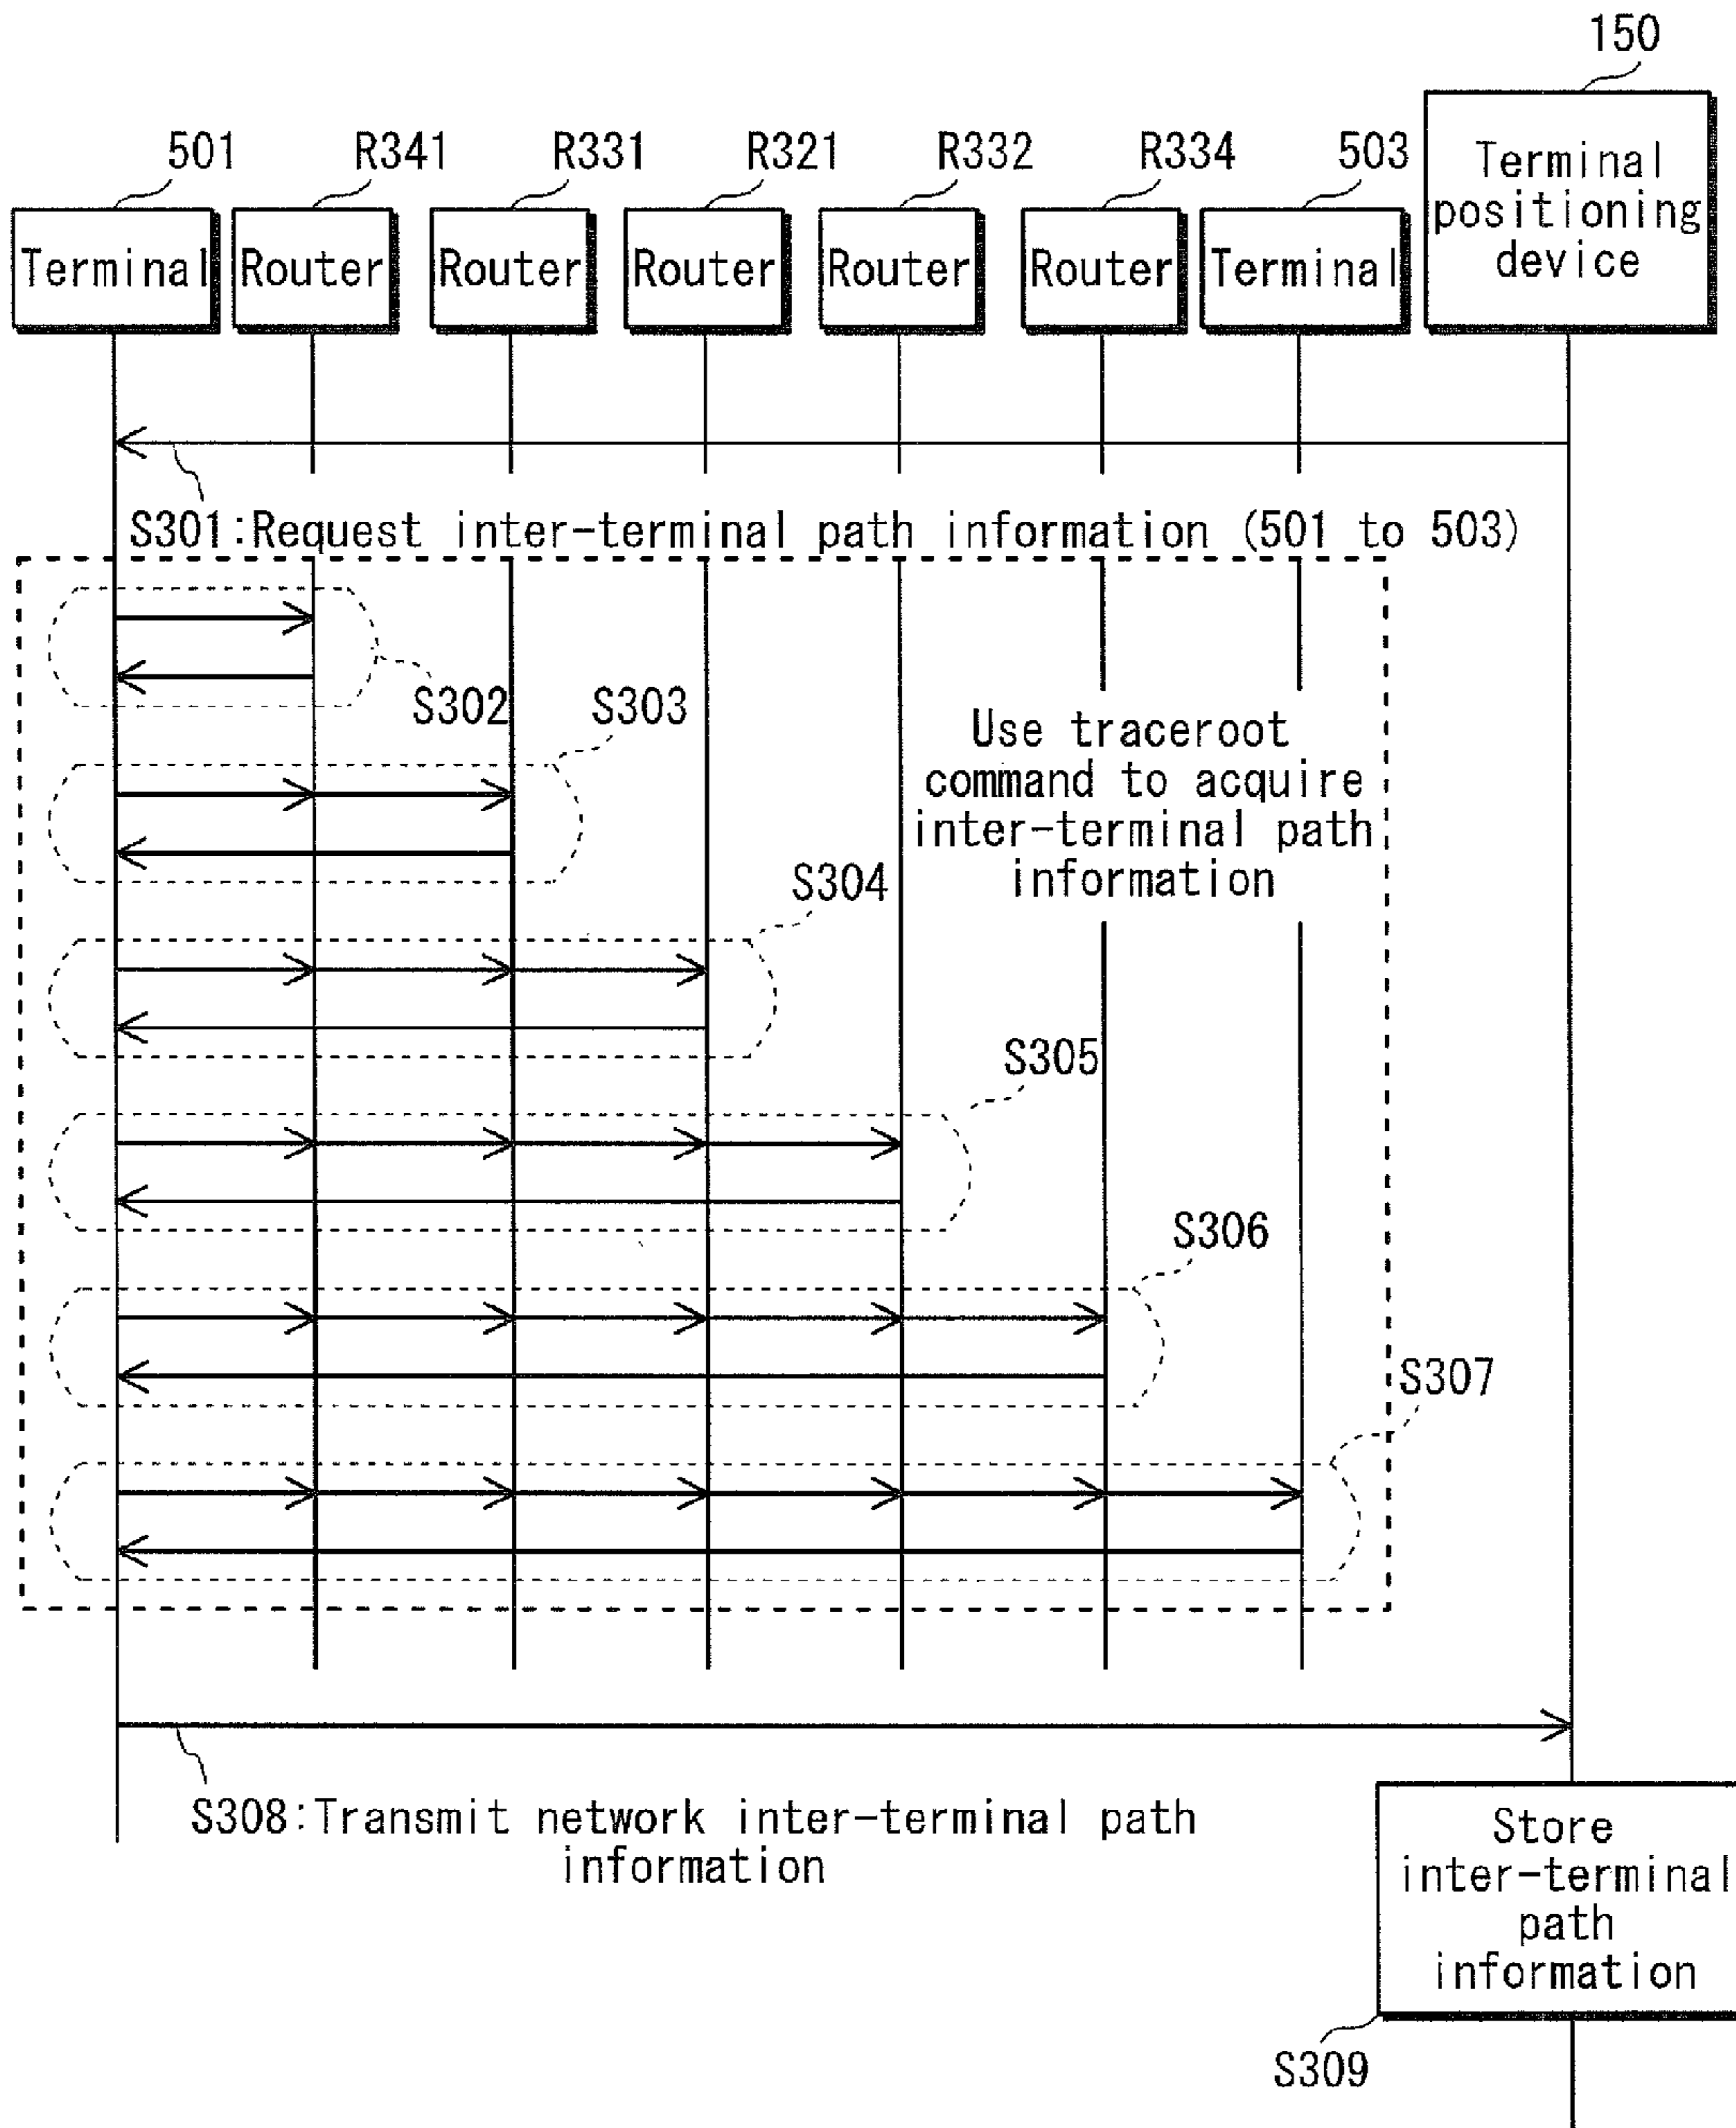 150
501
R341
R331
R321
R332
R334
503
Terminal
Router
Router
Router
Router
Router
Terminal
Terminal
positioning
device
S301:Request inter-terminal path information (501 to 503)
S302
S303
Use traceroot
command to acquire
inter-terminal path
information
S304
S305
S306
S307
S308:Transmit network inter-terminal path
information
Store
inter-terminal
path
information
S309